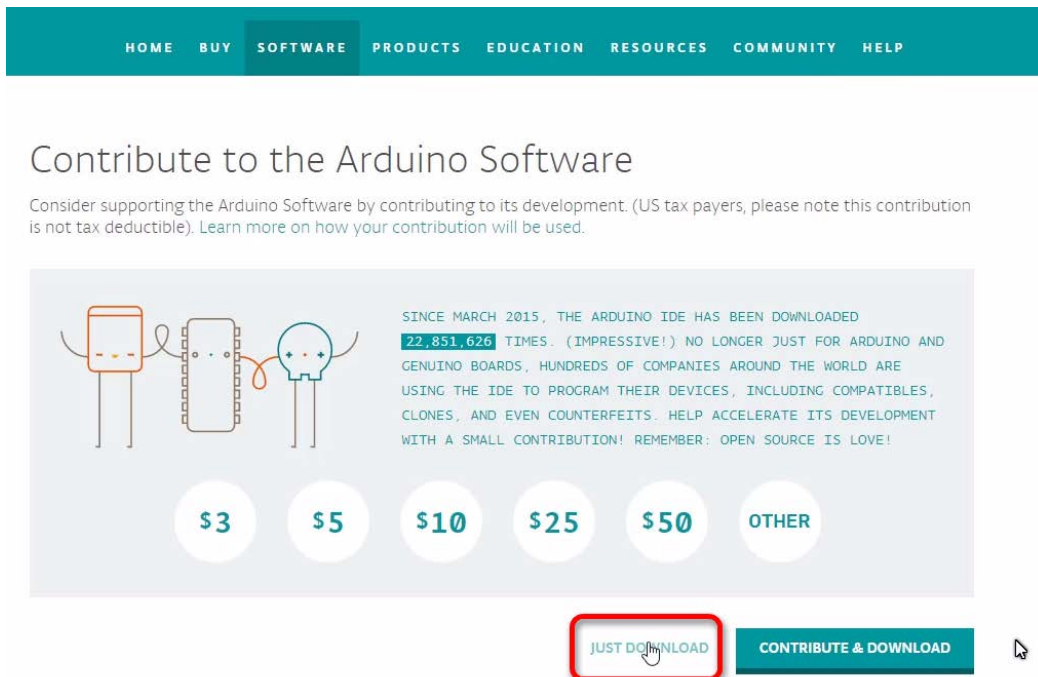 HOME BUY SOFTWARE PRODUCTS EDUCATION RESOURCES COMMUNITY HELP
Contribute to the Arduino Software
Consider supporting the Arduino Software by contributing to its development. (US tax payers, please note this contribution
is not tax deductible). Learn more on how your contribution will be used.
SINCE MARCH 2015, THE ARDUINO IDE HAS BEEN DOWNLOADED
22,851,626 TIMES. (IMPRESSIVE!) NO LONGER JUST FOR ARDUINO AND
GENUINO BOARDS, HUNDREDS OF COMPANIES AROUND THE WORLD ARE
USING THE IDE TO PROGRAM THEIR DEVICES, INCLUDING COMPATIBLES,
CLONES, AND EVEN COUNTERFEITS. HELP ACCELERATE ITS DEVELOPMENT
WITH A SMALL CONTRIBUTION! REMEMBER: OPEN SOURCE IS LOVE!
$3 $5 $10 $25 $50 OTHER
JUST DOWNLOAD CONTRIBUTE & DOWNLOAD